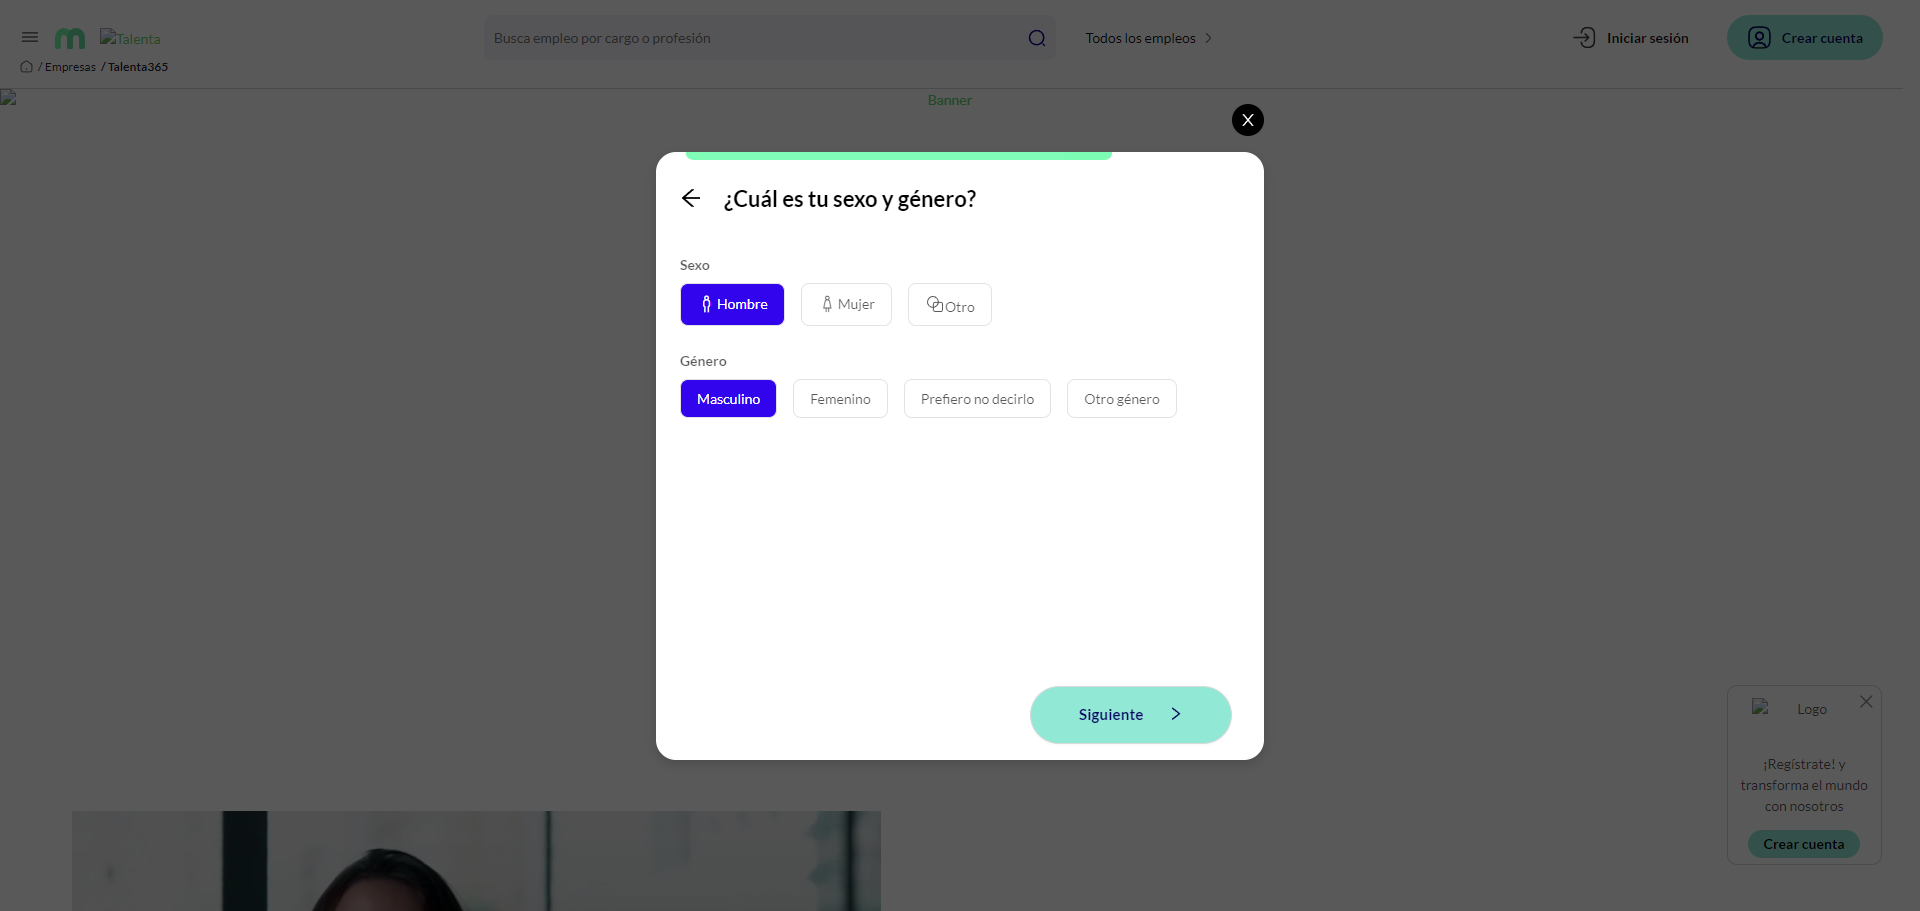 Talenta
Busca empleo por cargo o profesión
Todos los empleos
Iniciar sesión
Crear cuenta
/ Empresas / Talenta365
Banner
X
¿Cuál es tu sexo y género?
Sexo
Hombre
Mujer
Otro
Género
Masculino
Femenino
Prefiero no decirlo
Otro género
Siguiente
Logo
¡Regístrate! y
transforma el mundo
con nosotros
Crear cuenta